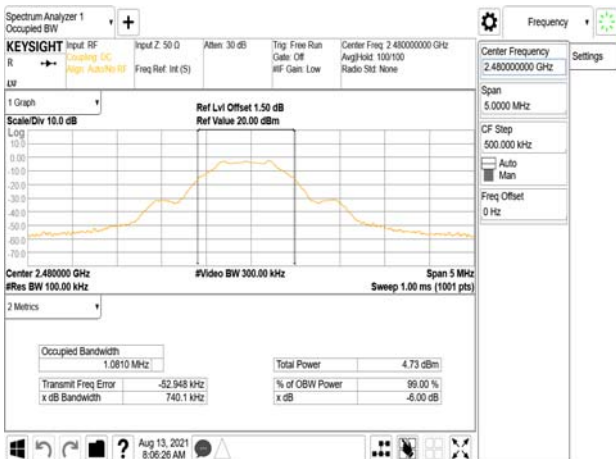 Spectrum Analyzer 1
Occupied BW
Frequency
KEYSIGHT
R
Input: RF
Coupling: DC
Align: Auto/No RF
Input Z: 50 Ω
Freq Ref: Int (S)
Atten: 30 dB
Trig: Free Run
Gate: Off
#IF Gain: Low
Center Freq: 2.480000000 GHz
Avg|Hold: 100/100
Radio Std: None
Center Frequency
2.480000000 GHz
Settings
Span
5.0000 MHz
CF Step
500.000 kHz
Auto
Man
Freq Offset
0 Hz
1 Graph
Scale/Div 10.0 dB
Ref Lvl Offset 1.50 dB
Ref Value 20.00 dBm
Log
10.0
0.00
-10.0
-20.0
-30.0
-40.0
-50.0
-60.0
-70.0
Center 2.480000 GHz
#Res BW 100.00 kHz
#Video BW 300.00 kHz
Span 5 MHz
Sweep 1.00 ms (1001 pts)
2 Metrics
Occupied Bandwidth
1.0810 MHz
Total Power 4.73 dBm
Transmit Freq Error -52.948 kHz
% of OBW Power 99.00 %
x dB Bandwidth 740.1 kHz
x dB -6.00 dB
?
Aug 13, 2021
8:06:26 AM